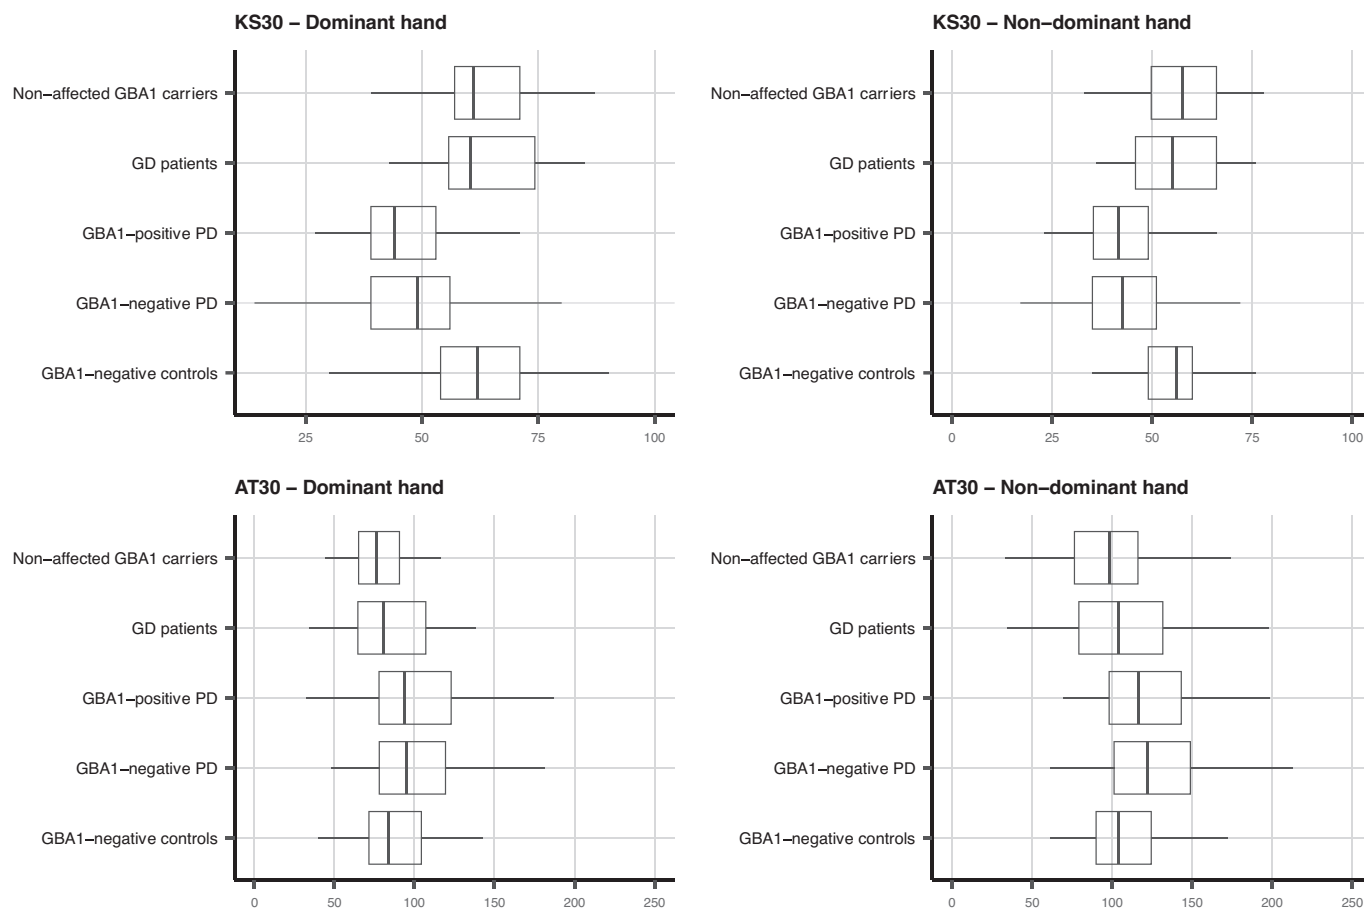 KS30 – Dominant hand
Non–affected GBA1 carriers
GD patients
GBA1–positive PD
GBA1–negative PD
GBA1–negative controls
25 50 75 100
KS30 – Non–dominant hand
Non–affected GBA1 carriers
GD patients
GBA1–positive PD
GBA1–negative PD
GBA1–negative controls
0 25 50 75 100
AT30 – Dominant hand
Non–affected GBA1 carriers
GD patients
GBA1–positive PD
GBA1–negative PD
GBA1–negative controls
0 50 100 150 200 250
AT30 – Non–dominant hand
Non–affected GBA1 carriers
GD patients
GBA1–positive PD
GBA1–negative PD
GBA1–negative controls
0 50 100 150 200 250